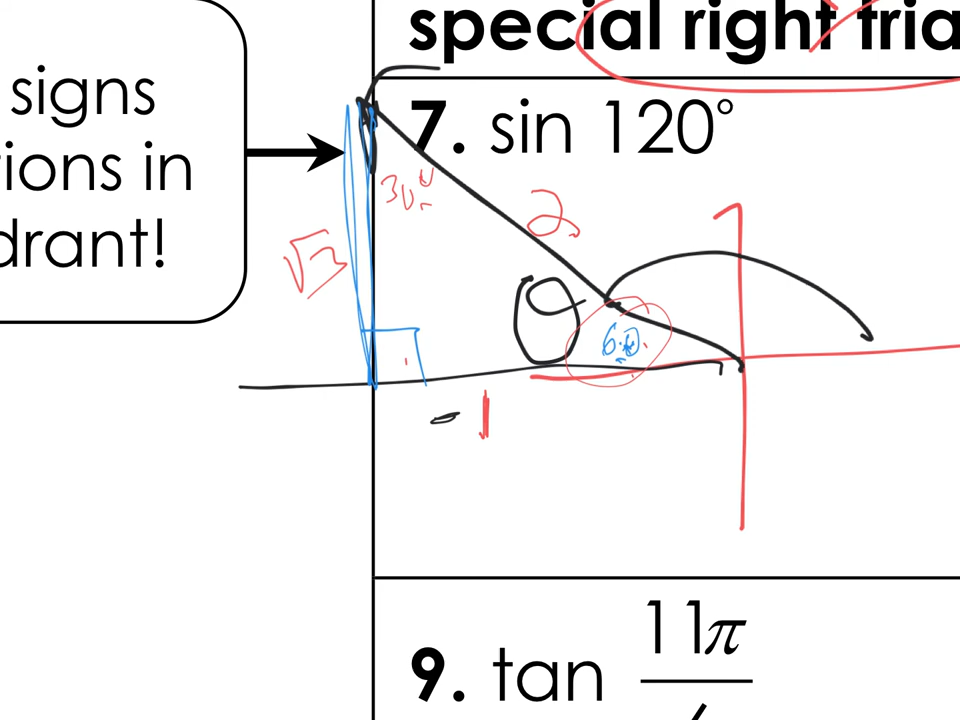 special right tria
signs
ions in
drant!
7. sin 120°
30
2
√3
60
-1
9. tan 11π